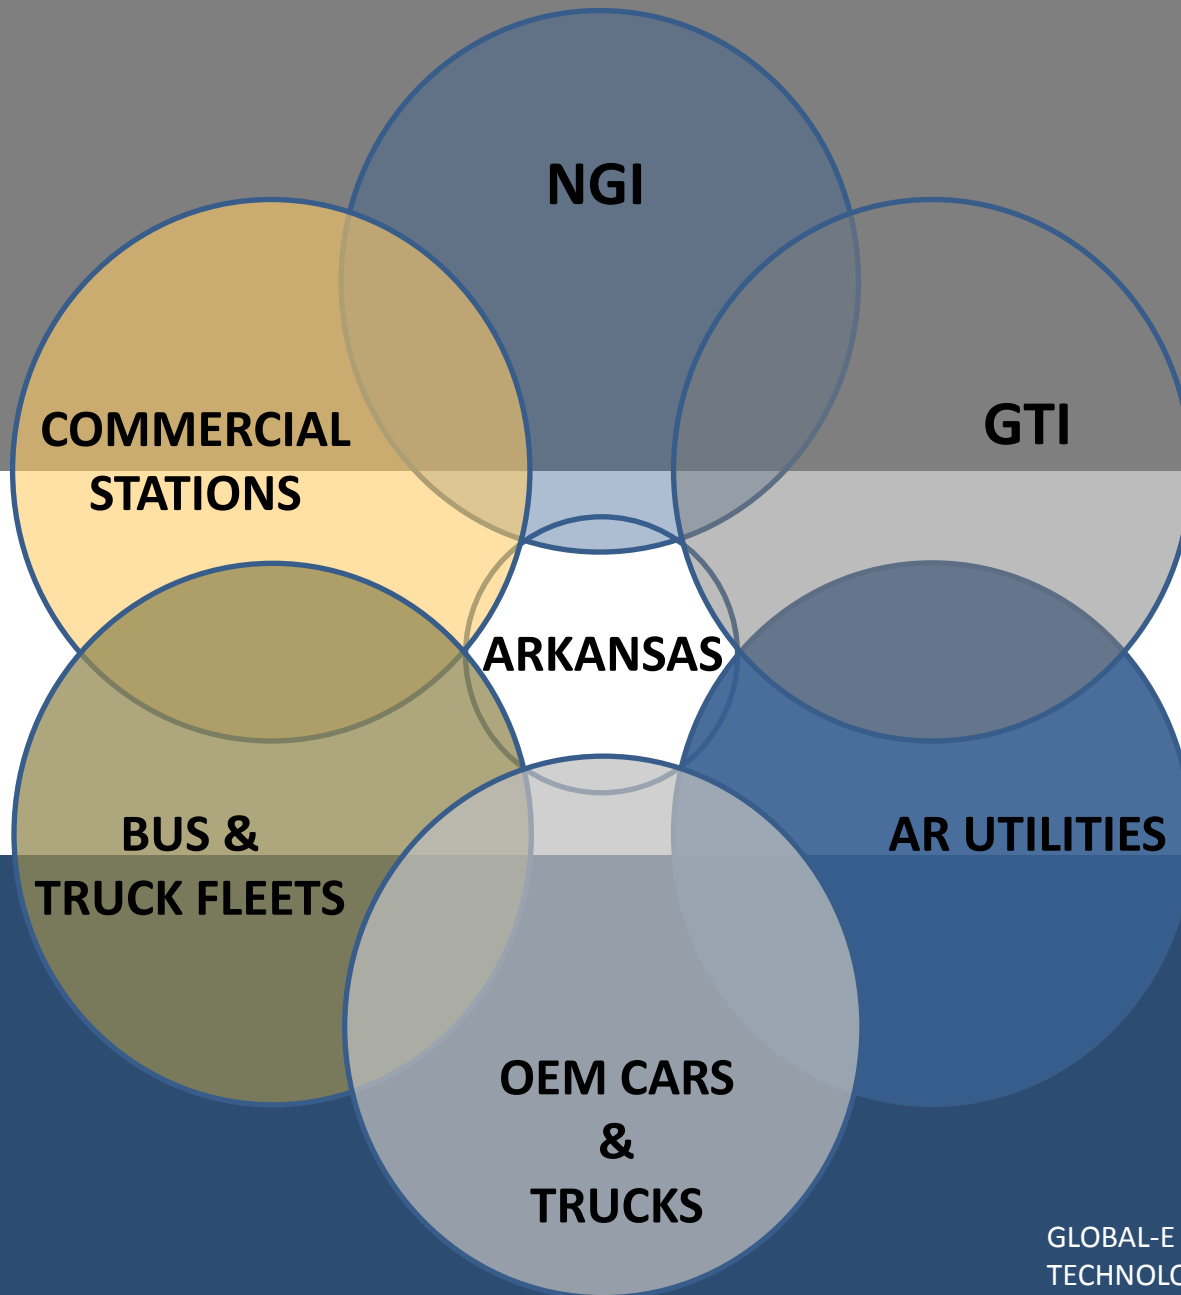 NGI
GTI
COMMERCIAL
STATIONS
ARKANSAS
BUS &
TRUCK FLEETS
AR UTILITIES
OEM CARS
&
TRUCKS
GLOBAL-E